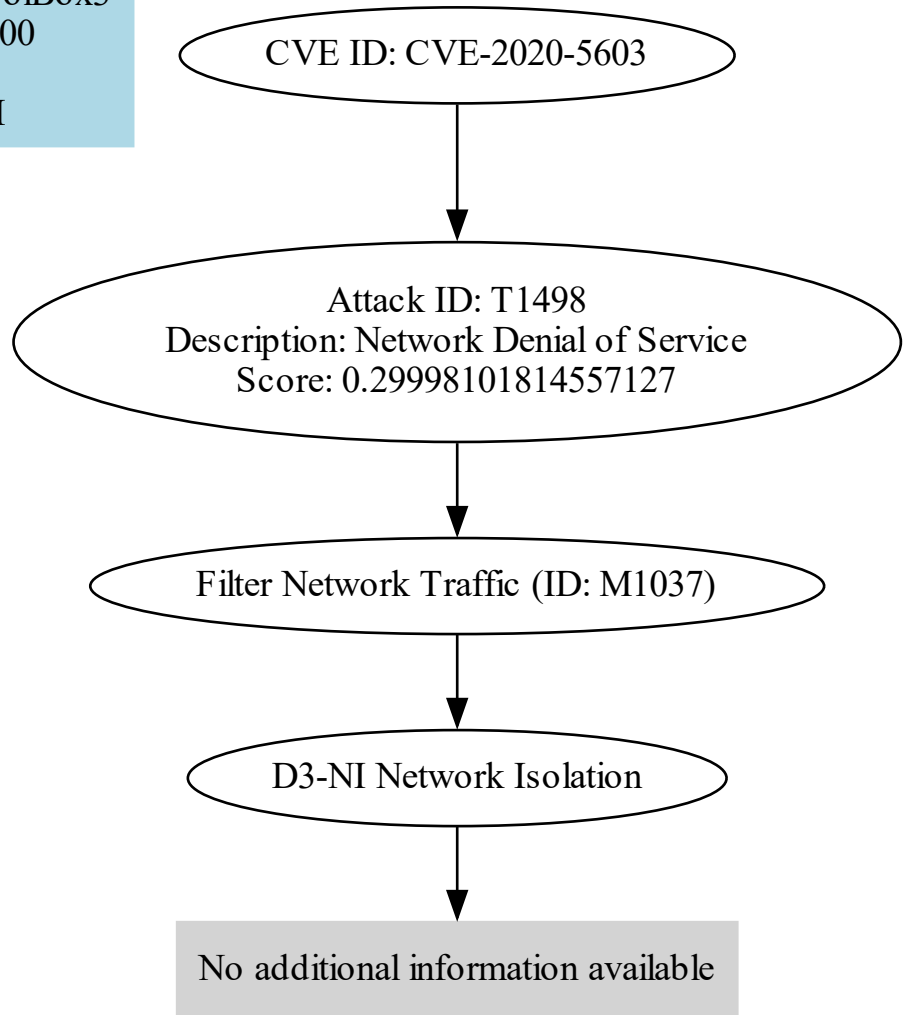 00
CVE ID: CVE-2020-5603
Attack ID: T1498
Description: Network Denial of Service
Score: 0.29998101814557127
Filter Network Traffic (ID: M1037)
D3-NI Network Isolation
No additional information available